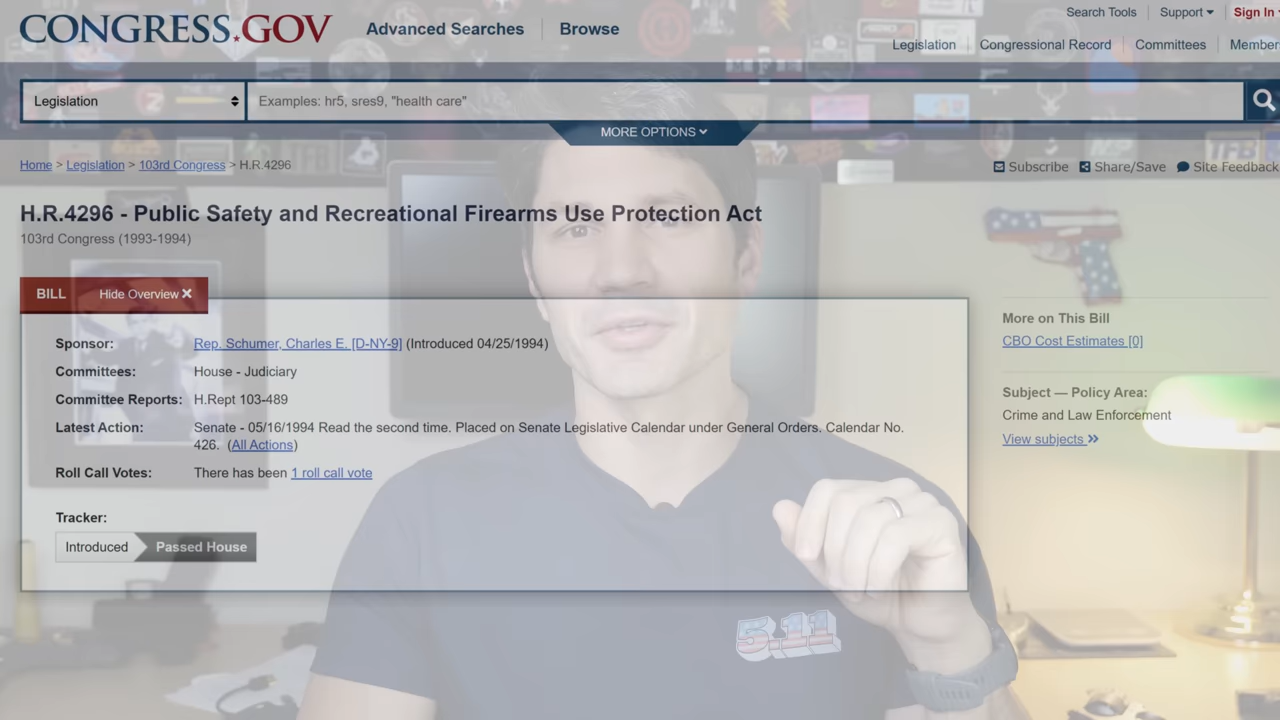 CONGRESS.GOV
Advanced Searches
Browse
Search Tools
Support
Sign In
Legislation
Congressional Record
Committees
Member
Legislation
Examples: hr5, sres9, "health care"
MORE OPTIONS
Home > Legislation > 103rd Congress > H.R.4296
Subscribe
Share/Save
Site Feedback
H.R.4296 - Public Safety and Recreational Firearms Use Protection Act
103rd Congress (1993-1994)
BILL
Hide Overview
Sponsor: Rep. Schumer, Charles E. [D-NY-9] (Introduced 04/25/1994)
Committees: House - Judiciary
Committee Reports: H.Rept 103-489
Latest Action: Senate - 05/16/1994 Read the second time. Placed on Senate Legislative Calendar under General Orders. Calendar No.
426. (All Actions)
Roll Call Votes: There has been 1 roll call vote
Tracker:
Introduced
Passed House
More on This Bill
CBO Cost Estimates [0]
Subject — Policy Area:
Crime and Law Enforcement
View subjects
5.11